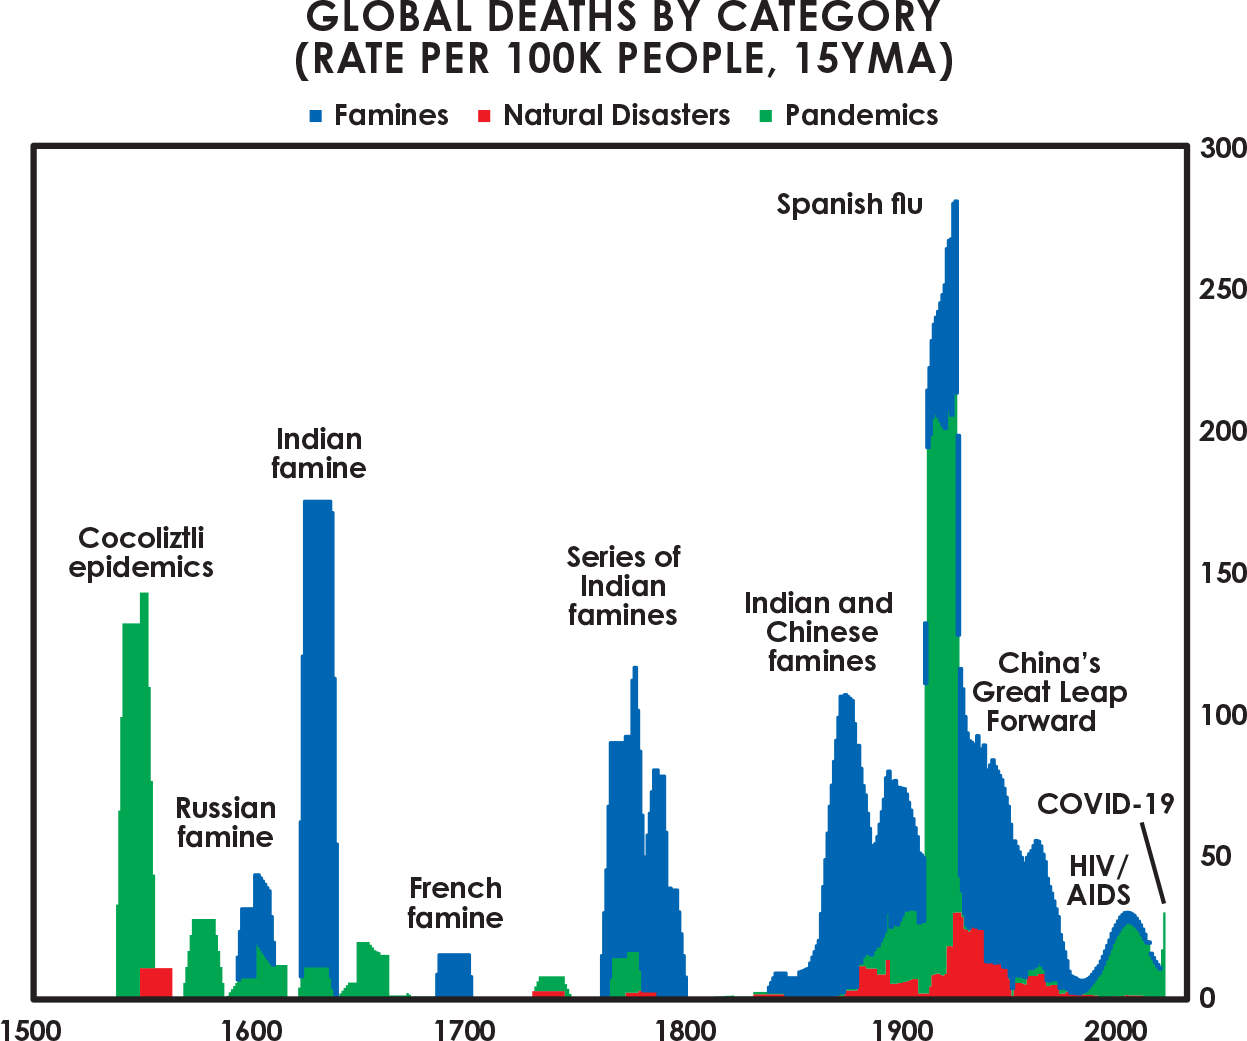 GLOBAL DEATHS BY CATEGORY
(RATE PER 100K PEOPLE, 15YMA)
Famines Natural Disasters Pandemics
300
Spanish flu
250
200
Indian
famine
Cocoliztli
epidemics
Series of
Indian
famines
150
Indian and
Chinese
famines
China’s
Great Leap
Forward
100
COVID-19
Russian
famine
HIV/
AIDS
50
French
famine
0
1500 1600 1700 1800 1900 2000